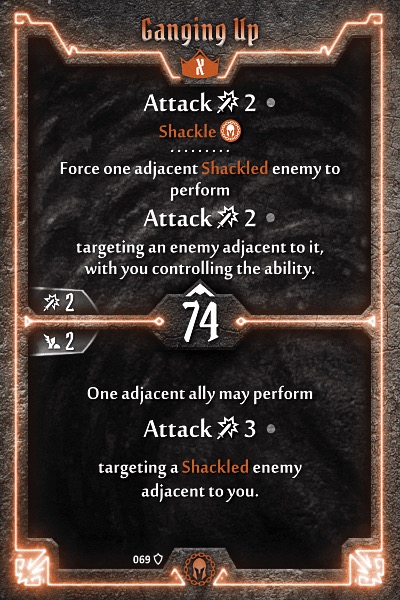 Ganging Up
X
Attack 2
Shackle
Force one adjacent Shackled enemy to
perform
Attack 2
targeting an enemy adjacent to it,
with you controlling the ability.
2
74
2
One adjacent ally may perform
Attack 3
targeting a Shackled enemy
adjacent to you.
069